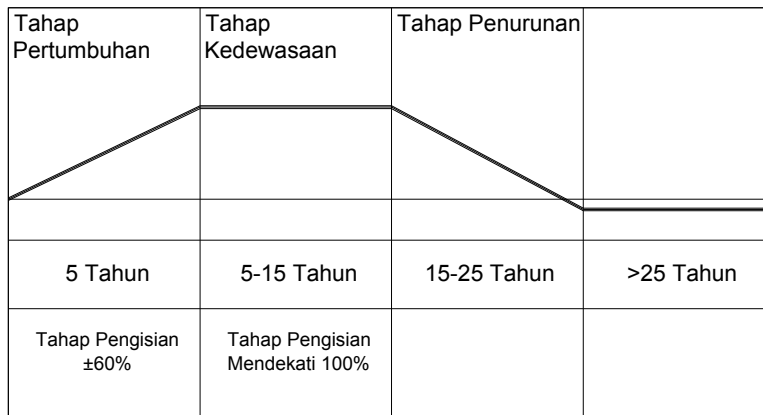 Tahap
Pertumbuhan
Tahap
Kedewasaan
Tahap Penurunan
5 Tahun
5-15 Tahun
15-25 Tahun
>25 Tahun
Tahap Pengisian
±60%
Tahap Pengisian
Mendekati 100%